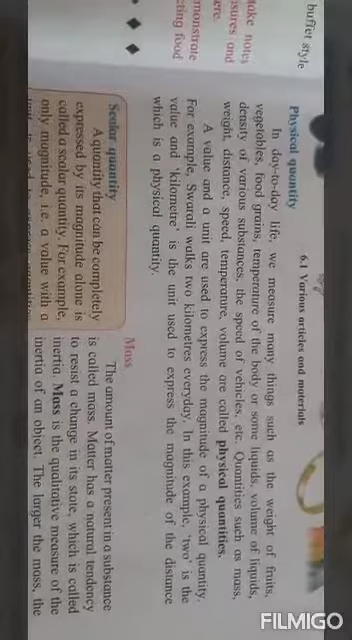 buffet style
take notes
sures and
ere.
monstrate
cting food
6.1 Various articles and materials
Physical quantity
In day-to-day life, we measure many things such as the weight of fruits,
vegetables, food grains, temperature of the body or some liquids, volume of liquids,
density of various substances, the speed of vehicles, etc. Quantities such as mass,
weight, distance, speed, temperature, volume are called physical quantities.
A value and a unit are used to express the magnitude of a physical quantity.
For example, Swarali walks two kilometres everyday. In this example, 'two' is the
value and 'kilometre' is the unit used to express the magnitude of the distance
which is a physical quantity.
Scalar quantity
A quantity that can be completely
expressed by its magnitude alone is
called a scalar quantity. For example,
only magnitude, i.e. a value with a
Mass
The amount of matter present in a substance
is called mass. Matter has a natural tendency
to resist a change in its state, which is called
inertia. Mass is the qualitative measure of the
inertia of an object. The larger the mass, the
FILMIGO